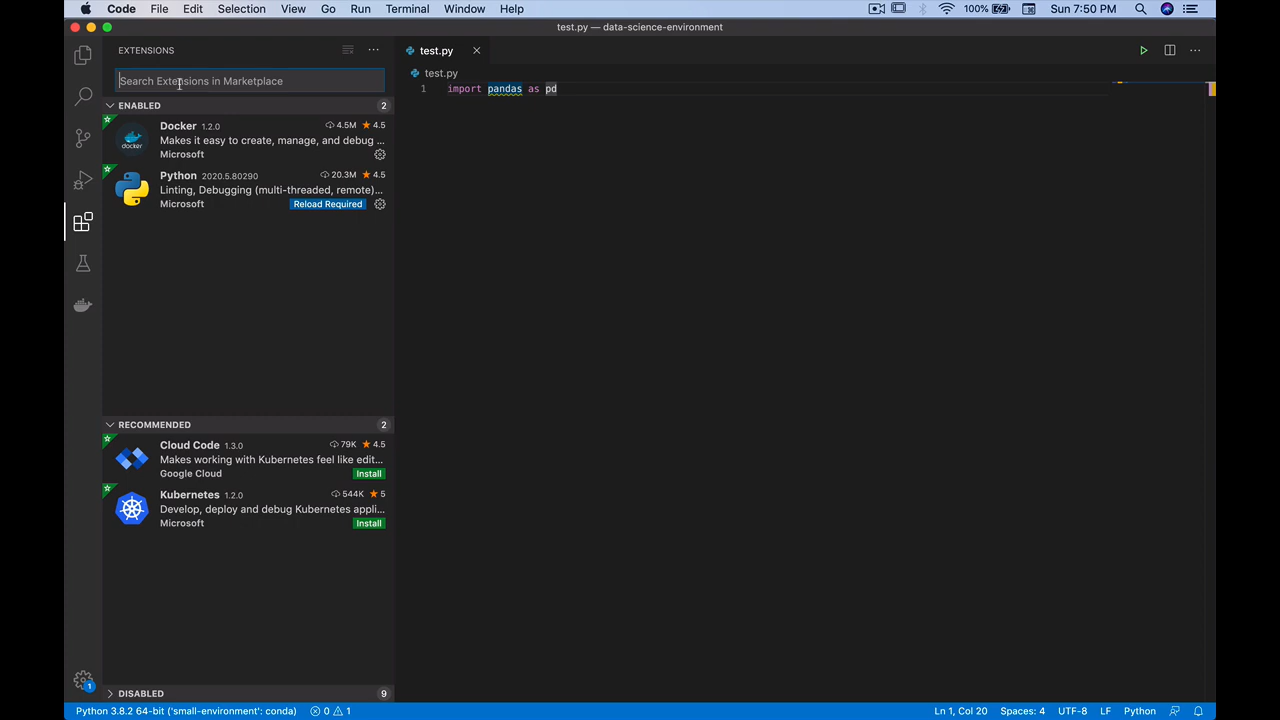 Code File Edit Selection View Go Run Terminal Window Help 100% Sun 7:50 PM
test.py — data-science-environment
EXTENSIONS
Search Extensions in Marketplace
ENABLED 2
Docker 1.2.0 4.5M 4.5
Makes it easy to create, manage, and debug ...
Microsoft
Python 2020.5.80290 20.3M 4.5
Linting, Debugging (multi-threaded, remote)...
Microsoft Reload Required
RECOMMENDED 2
Cloud Code 1.3.0 79K 4.5
Makes working with Kubernetes feel like edit...
Google Cloud Install
Kubernetes 1.2.0 544K 5
Develop, deploy and debug Kubernetes appli...
Microsoft Install
DISABLED 9
test.py
test.py
1 import pandas as pd
docker
1
Python 3.8.2 64-bit ('small-environment': conda) 0 1 Ln 1, Col 20 Spaces: 4 UTF-8 LF Python